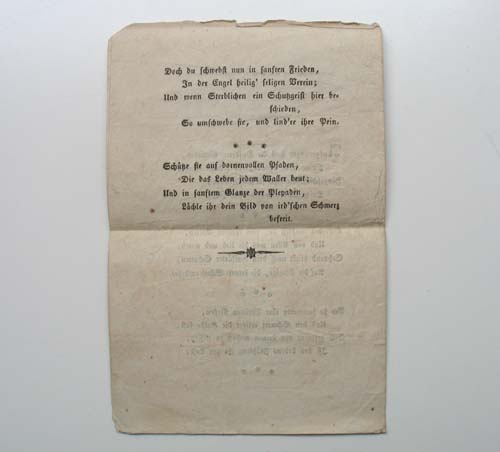 Doch du schwebst nun in sanften Frieden,
In der Engel heilig' seligen Verein;
Und wenn Sterblichen ein Schutzgeist hier be-
schieden,
So umschwebe sie, und lind're ihre Pein.
* * *
Schütze sie auf dornenvollen Pfaden,
Die das Leben jedem Waller beut;
Und in sanftem Glanze der Pleyaden,
Lächle ihr dein Bild von ird'schen Schmerz
befreit.